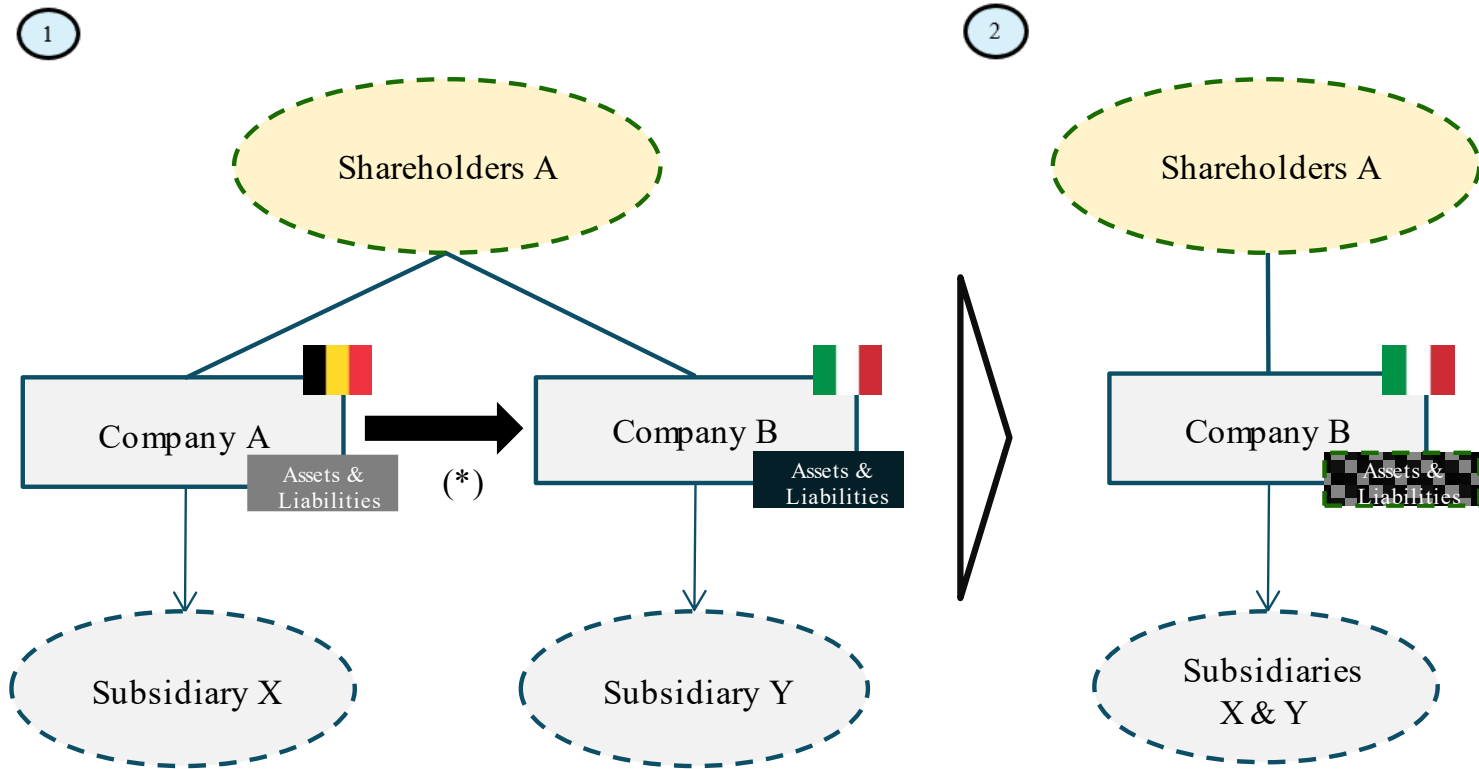 1
2
Shareholders A
Shareholders A
Company A
Assets &
Liabilities
(*)
Company B
Assets &
Liabilities
Company B
Assets &
Liabilities
Subsidiary X
Subsidiary Y
Subsidiaries
X & Y